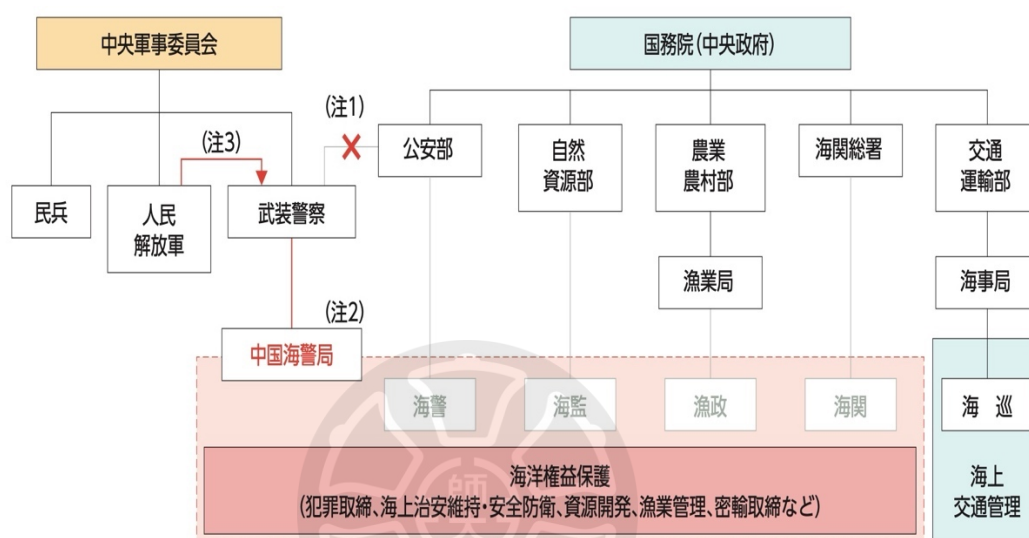 中央軍事委員会
国務院(中央政府)
(注1)
(注3)
公安部
自然
資源部
農業
農村部
海関総署
交通
運輸部
民兵
人民
解放軍
武装警察
漁業局
海事局
(注2)
中国海警局
海警
海監
漁政
海関
海 巡
海洋権益保護
(犯罪取締、海上治安維持・安全防衛、資源開発、漁業管理、密輸取締など)
海上
交通管理
師